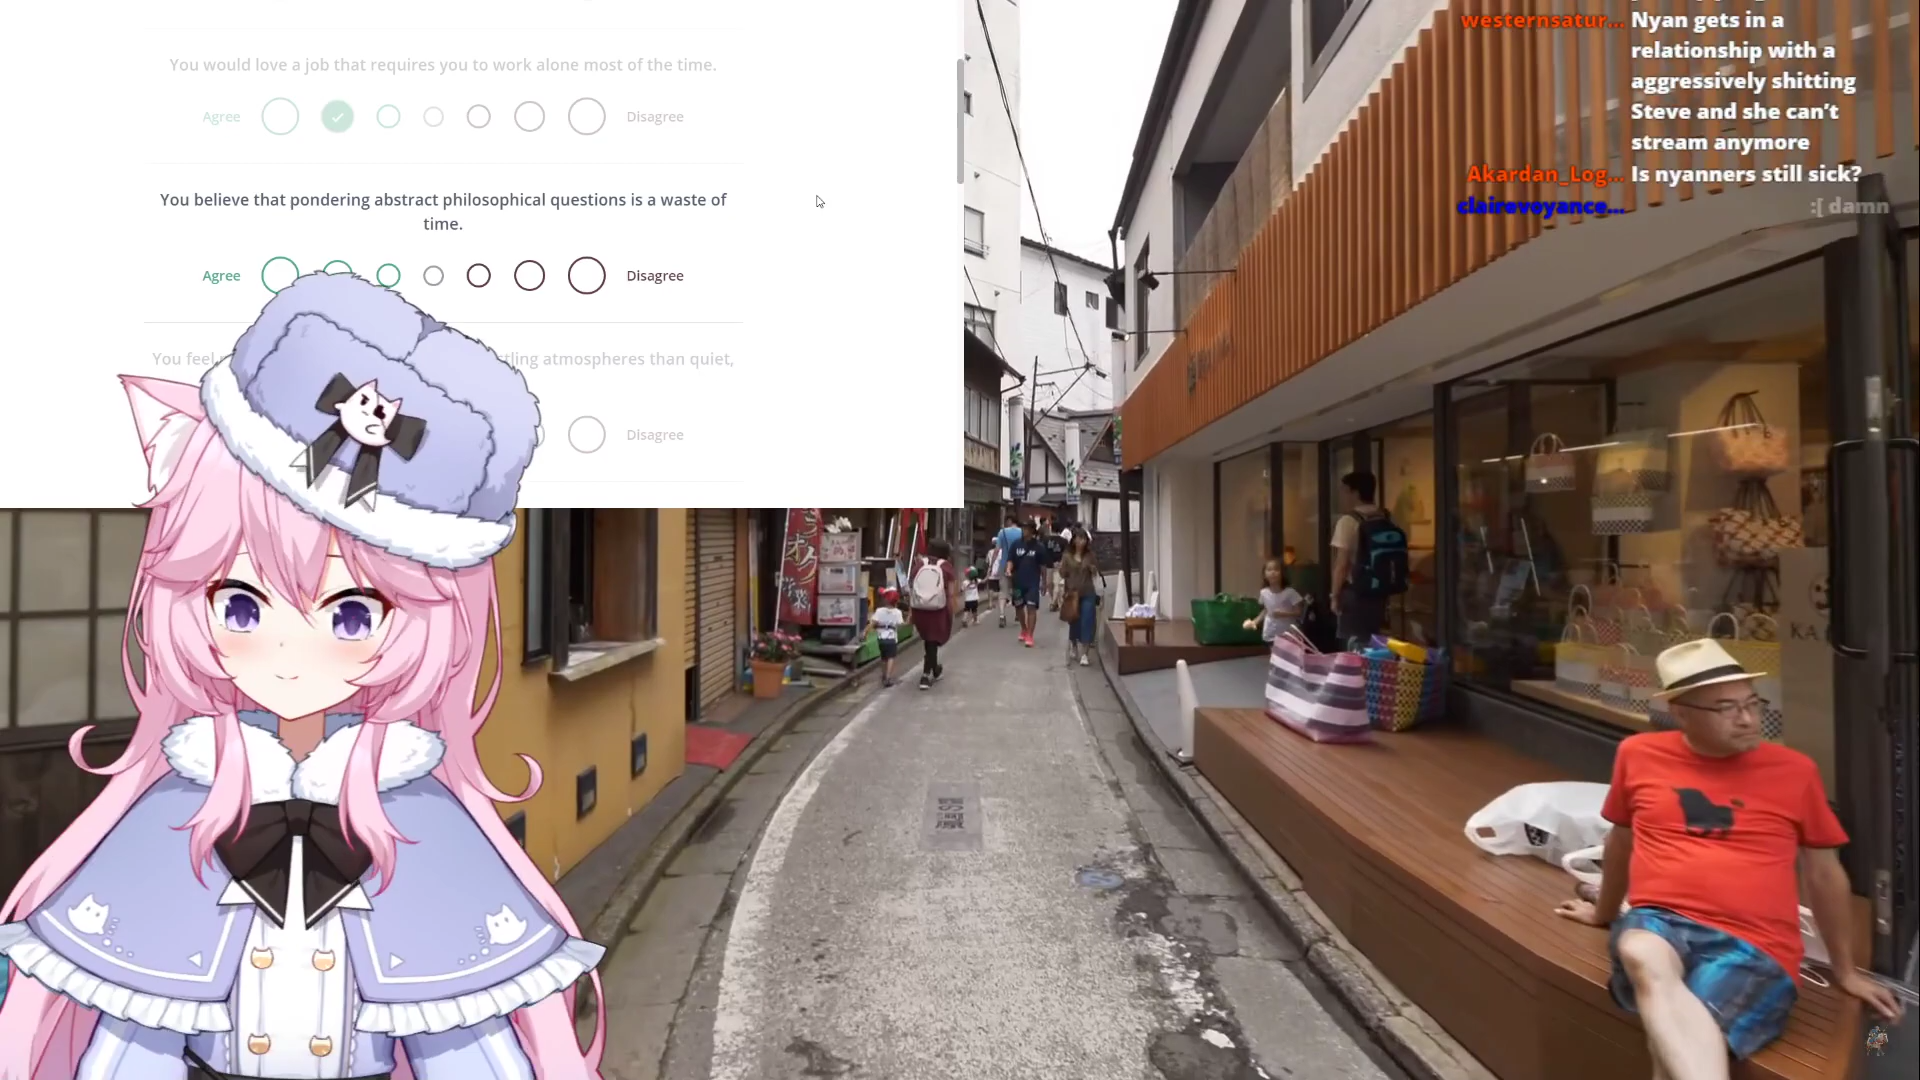 You would love a job that requires you to work alone most of the time.
Agree
Disagree
You believe that pondering abstract philosophical questions is a waste of
time.
Agree
Disagree
You feel
tling atmospheres than quiet,
Disagree
westernsatur... Nyan gets in a
relationship with a
aggressively shitting
Steve and she can't
stream anymore
Akardan_Log... Is nyanners still sick?
clairevoyance... :[ damn
KA